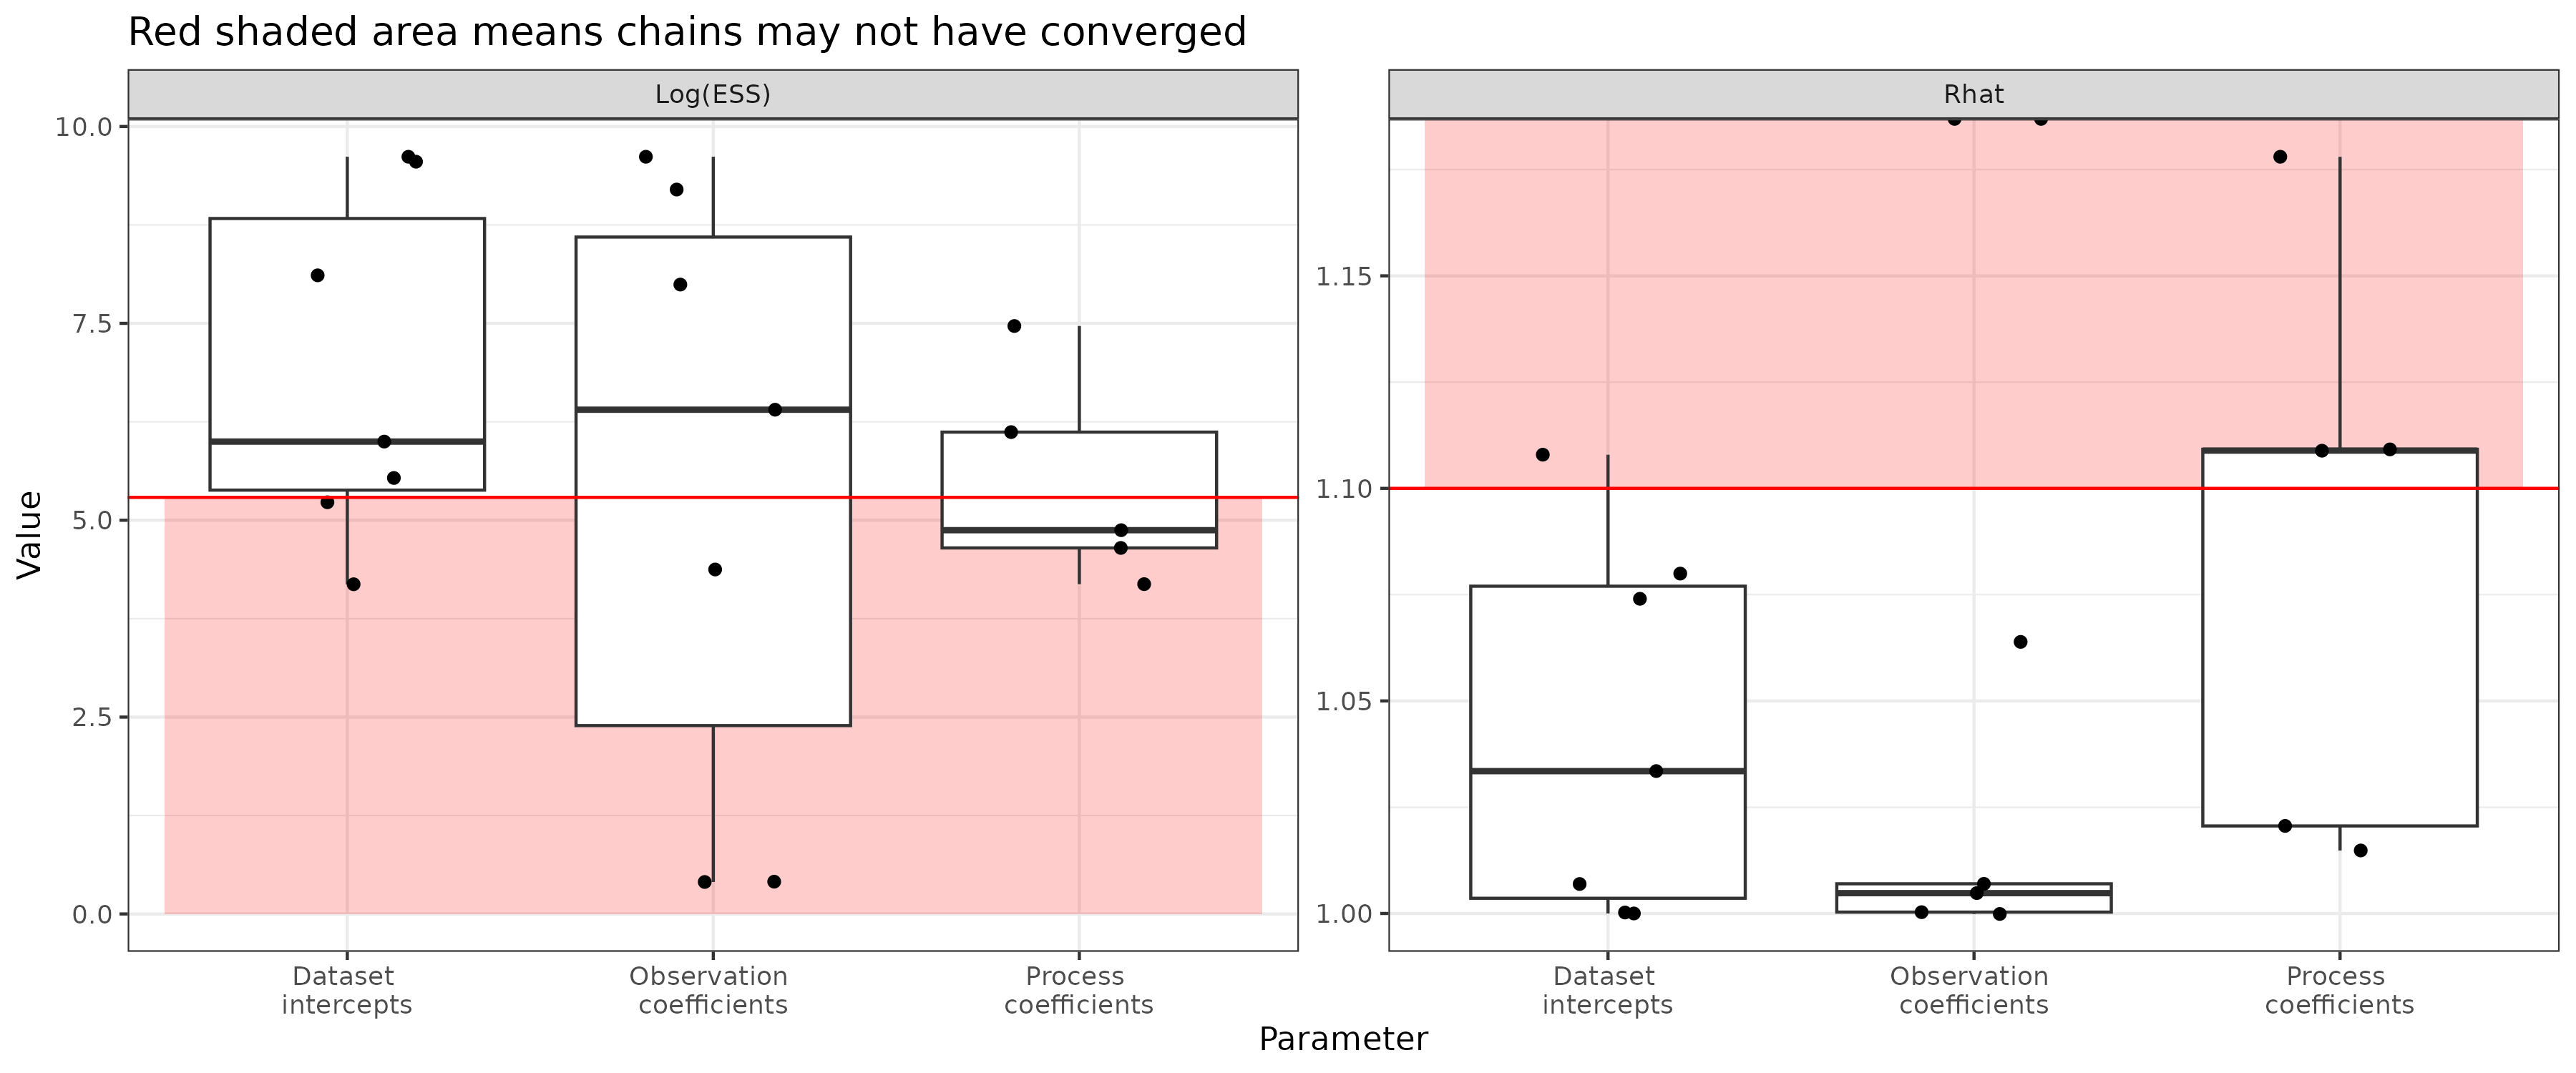 Red shaded area means chains may not have converged
Log(ESS)
Rhat
Value
10.0
7.5
5.0
2.5
0.0
1.15
1.10
1.05
1.00
Dataset
intercepts
Observation
coefficients
Process
coefficients
Dataset
intercepts
Observation
coefficients
Process
coefficients
Parameter